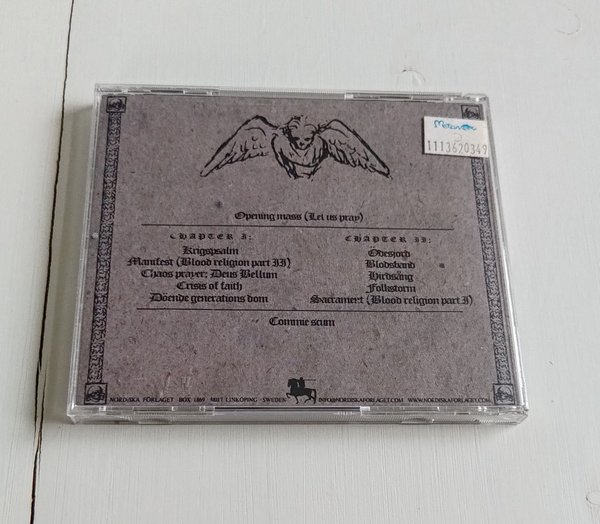 Metanoon
1113620349
Opening mass (Let us pray)
CHAPTER I:
Krigspsalm
Manifest (Blood religion part II)
Chaos prayer; Deus Bellum
Crisis of faith
Döende generations dom
CHAPTER II:
Ödesjord
Blodsband
Hirdsång
Folkstorm
Sacrament (Blood religion part I)
Commie scum
NORDISKA FÖRLAGET BOX 1869 LINKÖPING SWEDEN
INFO@NORDISKAFORLAGET.COM WWW.NORDISKAFORLAGET.COM